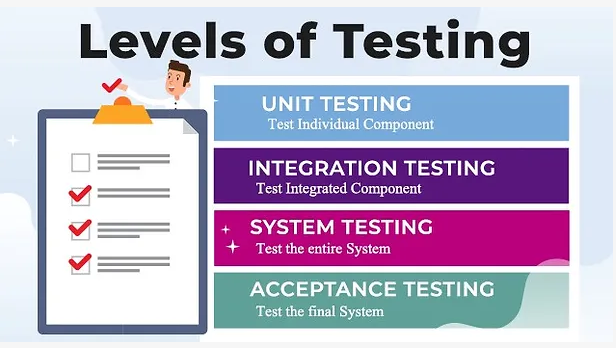 Levels of Testing
UNIT TESTING
Test Individual Component
INTEGRATION TESTING
Test Integrated Component
SYSTEM TESTING
Test the entire System
ACCEPTANCE TESTING
Test the final System